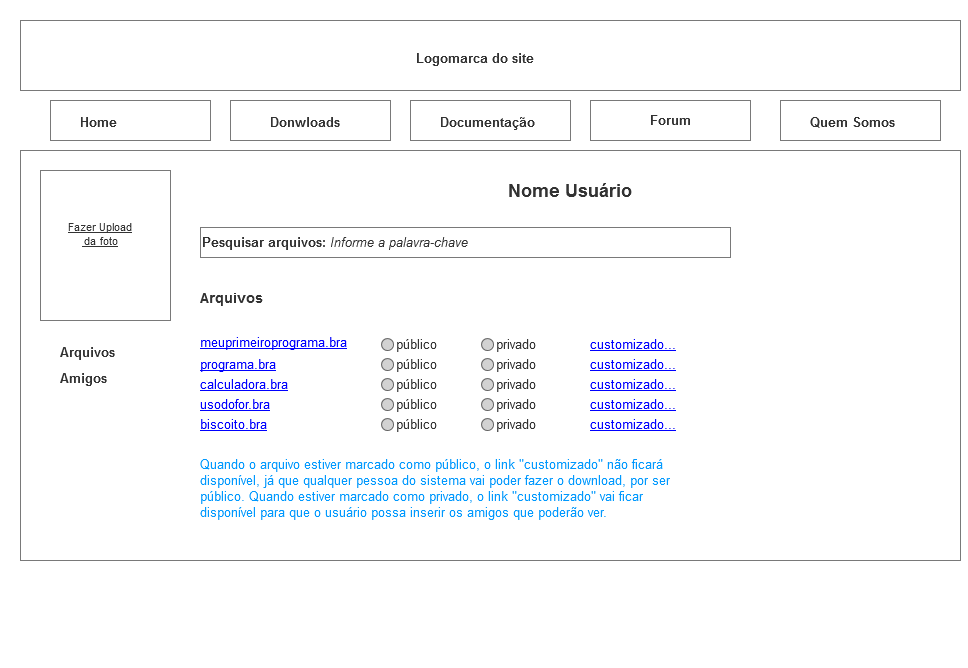 Logomarca do site
Home Donwloads Documentação Forum Quem Somos
Fazer Upload
da foto
Arquivos
Amigos
Nome Usuário
Pesquisar arquivos: Informe a palavra-chave
Arquivos
meuprimeiroprograma.bra público privado customizado...
programa.bra público privado customizado...
calculadora.bra público privado customizado...
usodofor.bra público privado customizado...
biscoito.bra público privado customizado...
Quando o arquivo estiver marcado como público, o link "customizado" não ficará
disponível, já que qualquer pessoa do sistema vai poder fazer o download, por ser
público. Quando estiver marcado como privado, o link "customizado" vai ficar
disponível para que o usuário possa inserir os amigos que poderão ver.